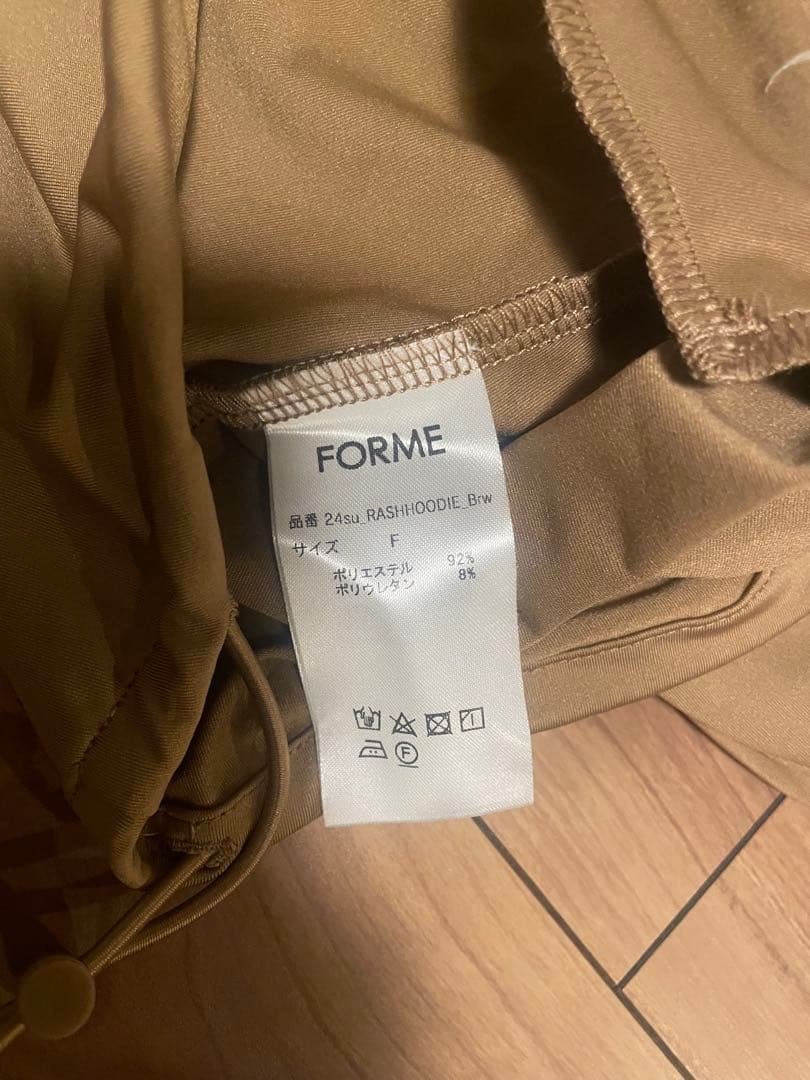 FORME
品番 24su_RASHHOODIE_Brw
サイズ F
ポリエステル 92%
ポリウレタン 8%
F